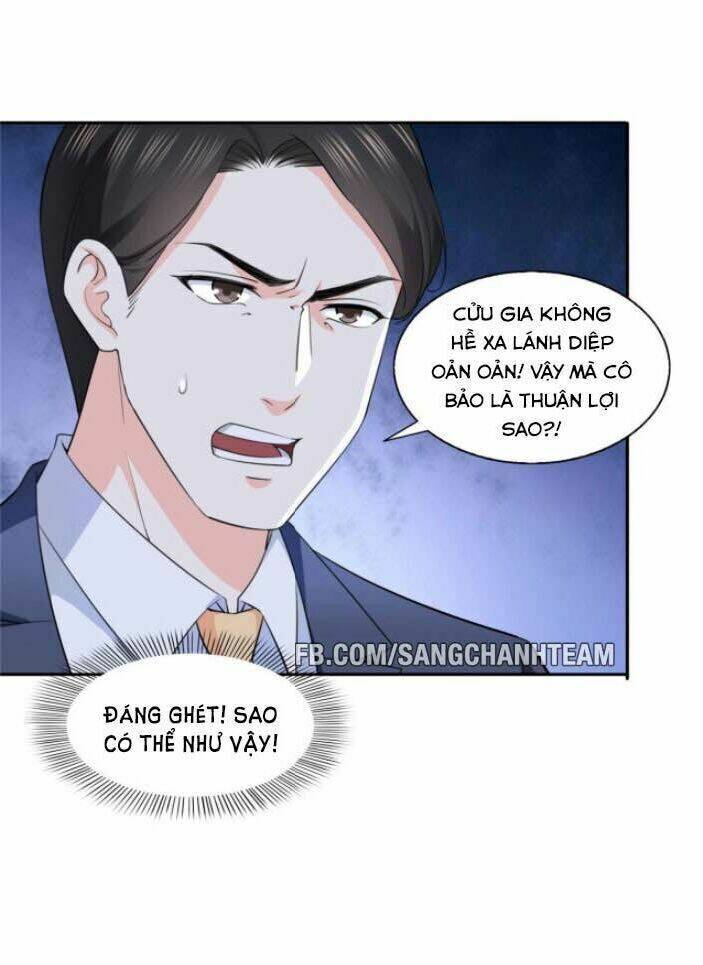 CỬU GIA KHÔNG
HỀ XA LÁNH DIỆP
OẢN OẢN! VẬY MÀ CÔ
BẢO LÀ THUẬN LỢI
SAO?!
FB.COM/SANGCHANHTEAM
ĐÁNG GHÉT! SAO
CÓ THỂ NHƯ VẬY!